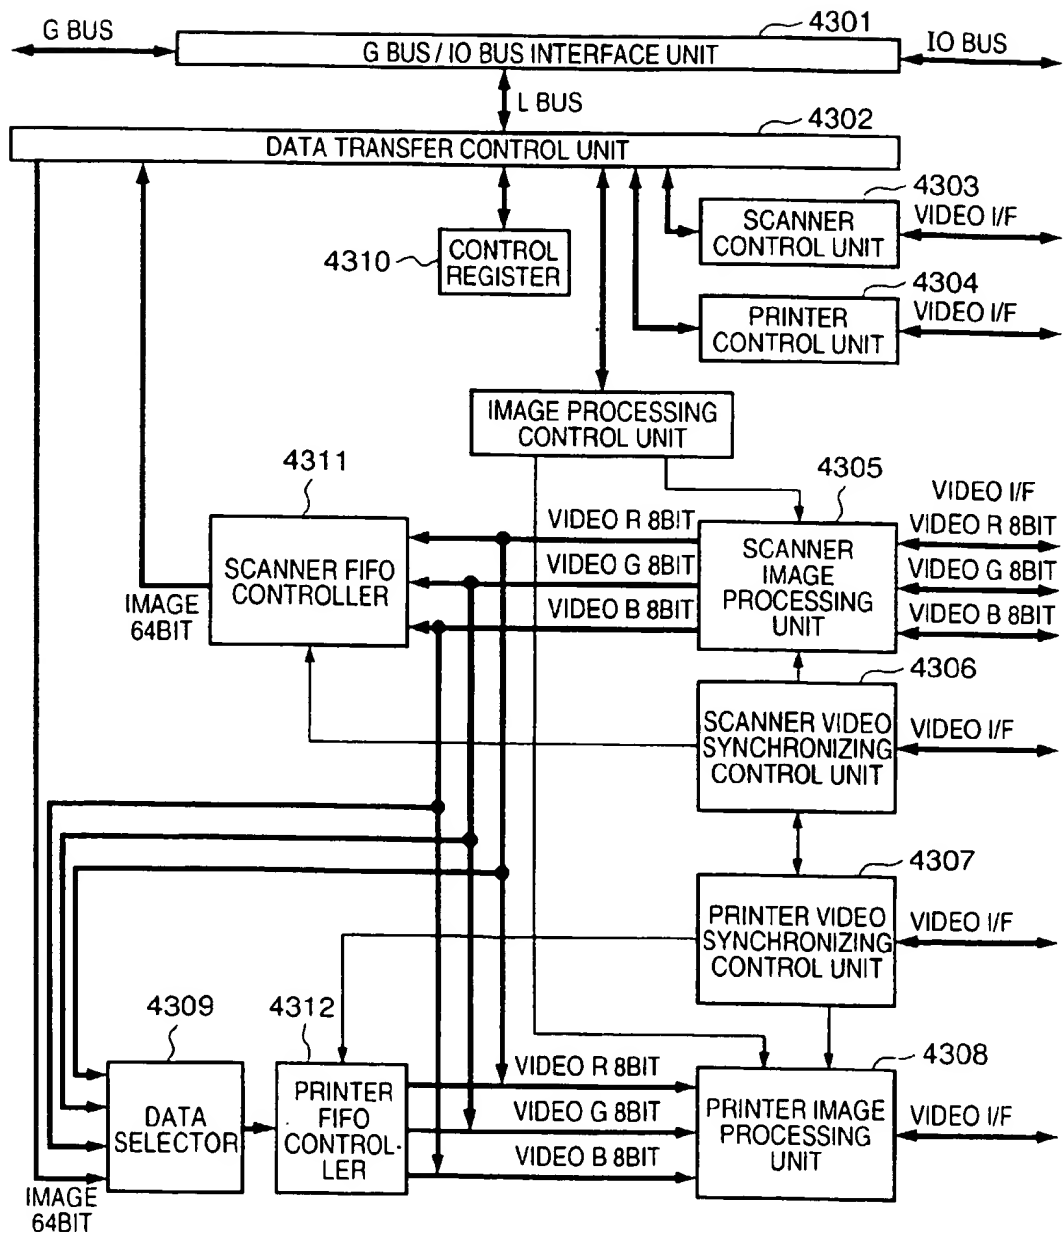 4301
G BUS
G BUS / IO BUS INTERFACE UNIT
IO BUS
L BUS
4302
DATA TRANSFER CONTROL UNIT
4303
SCANNER
CONTROL UNIT
VIDEO I/F
4310
CONTROL
REGISTER
4304
PRINTER
CONTROL UNIT
VIDEO I/F
IMAGE PROCESSING
CONTROL UNIT
4311
SCANNER FIFO
CONTROLLER
IMAGE
64BIT
VIDEO R 8BIT
VIDEO G 8BIT
VIDEO B 8BIT
4305
SCANNER
IMAGE
PROCESSING
UNIT
VIDEO I/F
VIDEO R 8BIT
VIDEO G 8BIT
VIDEO B 8BIT
4306
SCANNER VIDEO
SYNCHRONIZING
CONTROL UNIT
VIDEO I/F
4307
PRINTER VIDEO
SYNCHRONIZING
CONTROL UNIT
VIDEO I/F
4309
DATA
SELECTOR
IMAGE
64BIT
4312
PRINTER
FIFO
CONTROL-
LER
VIDEO R 8BIT
VIDEO G 8BIT
VIDEO B 8BIT
4308
PRINTER IMAGE
PROCESSING
UNIT
VIDEO I/F